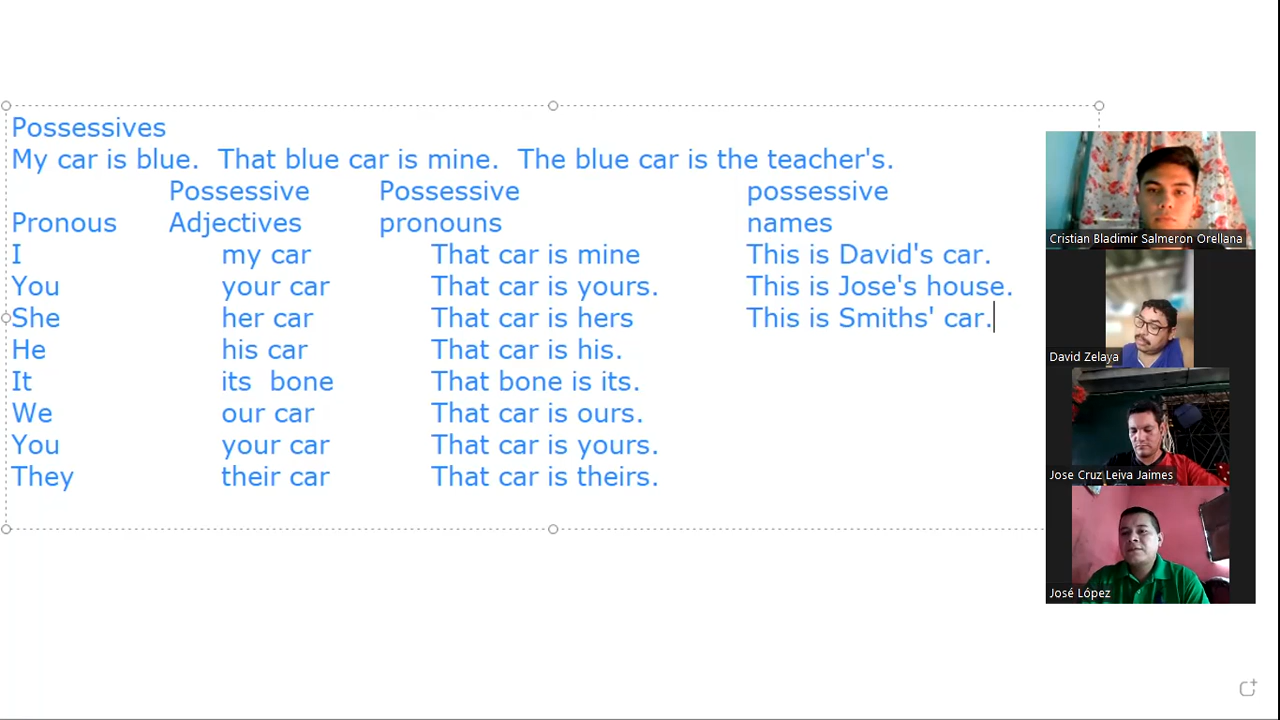 Possessives
My car is blue.  That blue car is mine.  The blue car is the teacher's.
Possessive Possessive possessive
Pronous Adjectives pronouns names
I my car That car is mine This is David's car.
You your car That car is yours. This is Jose's house.
She her car That car is hers This is Smiths' car.
He his car That car is his.
It its  bone That bone is its.
We our car That car is ours.
You your car That car is yours.
They their car That car is theirs.
Cristian Bladimir Salmeron Orellana
David Zelaya
Jose Cruz Leiva Jaimes
José López